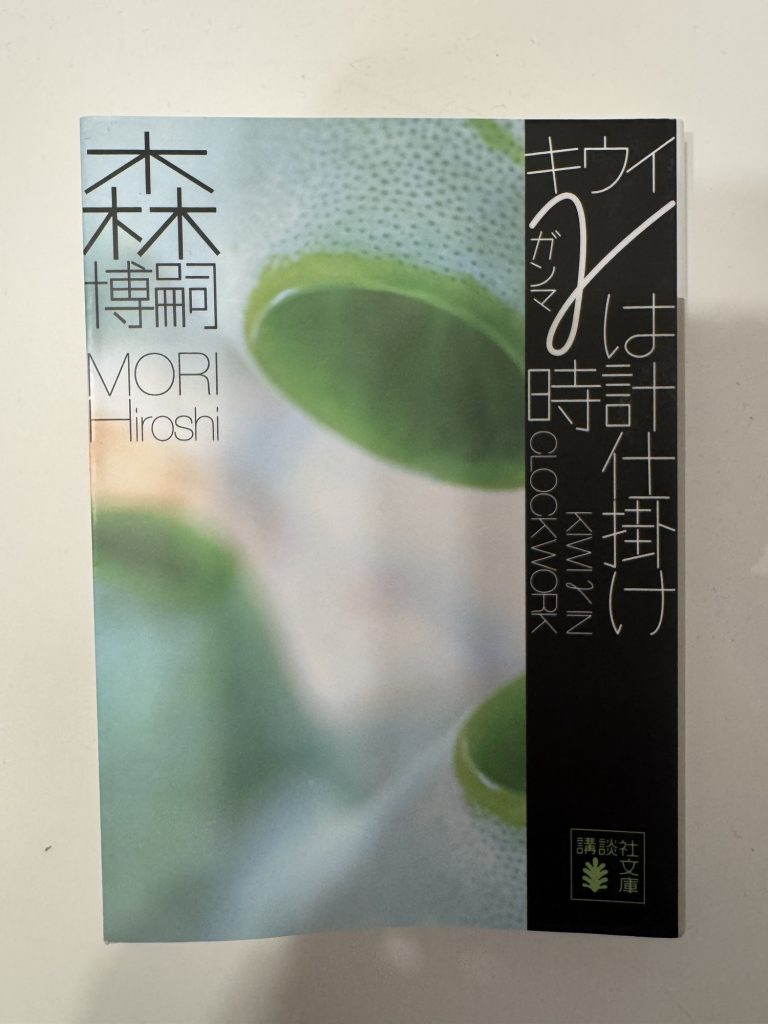 森
博嗣
MORI
Hiroshi
キウイ
γ
ガンマ
は時計仕掛け
KIWI γ IN
CLOCKWORK
講談社
文庫